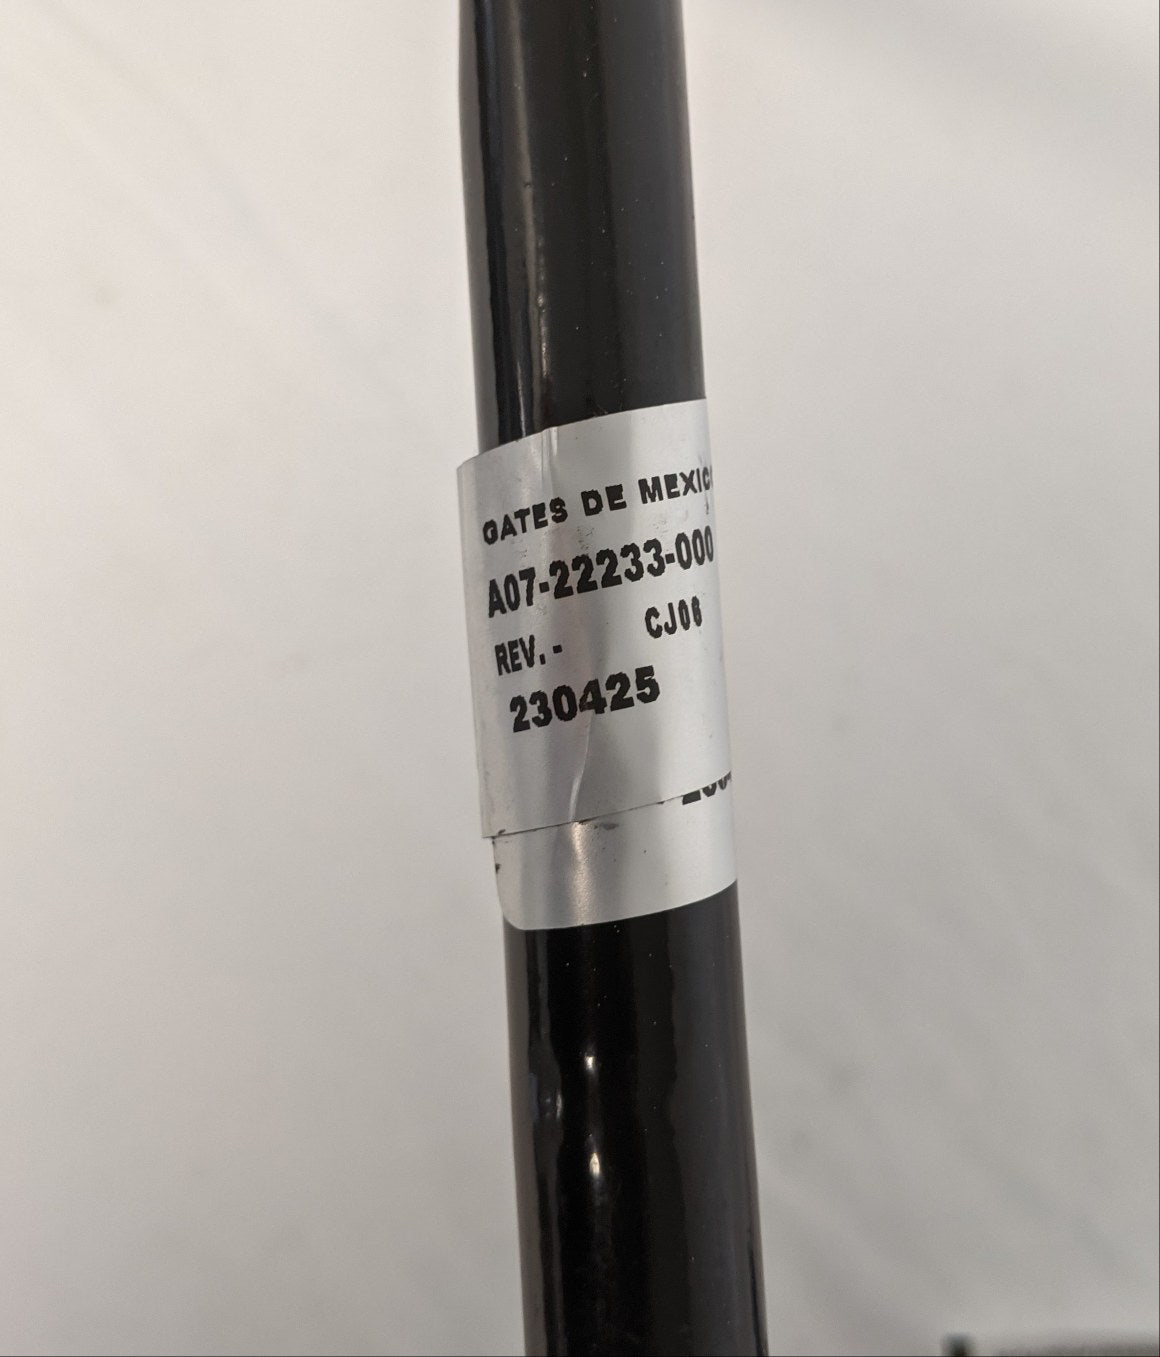 GATES DE MEXICO
A07-22233-000
REV. - CJ06
230425